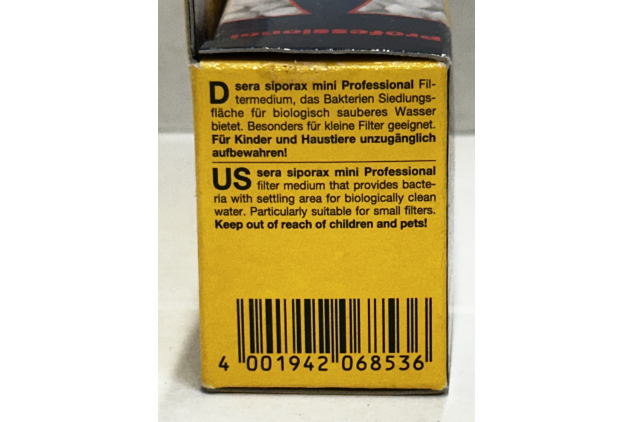 Professional
D sera siporax mini Professional Fil-
termedium, das Bakterien Siedlungs-
fläche für biologisch sauberes Wasser
bietet. Besonders für kleine Filter geeignet.
Für Kinder und Haustiere unzugänglich
aufbewahren!
US sera siporax mini Professional
filter medium that provides bacte-
ria with settling area for biologically clean
water. Particularly suitable for small filters.
Keep out of reach of children and pets!
4 001942 068536